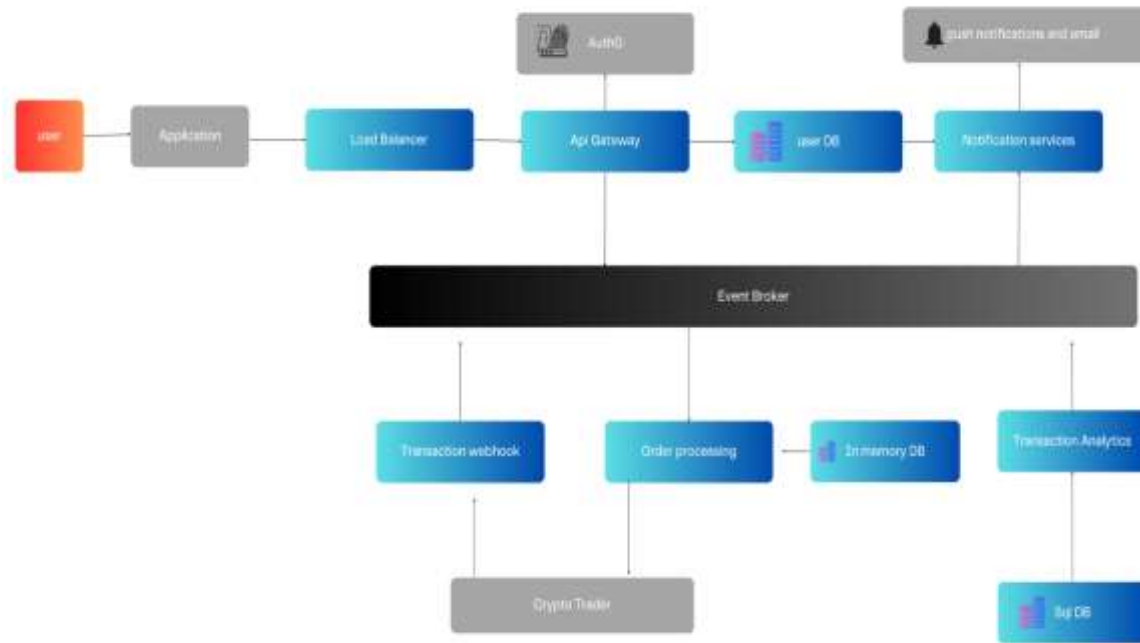 Auth0
push notifications and email
user
Application
Load Balancer
Api Gateway
user DB
Notification services
Event Broker
Transaction webhook
Order processing
In memory DB
Transaction Analytics
Crypto Trader
Sql DB